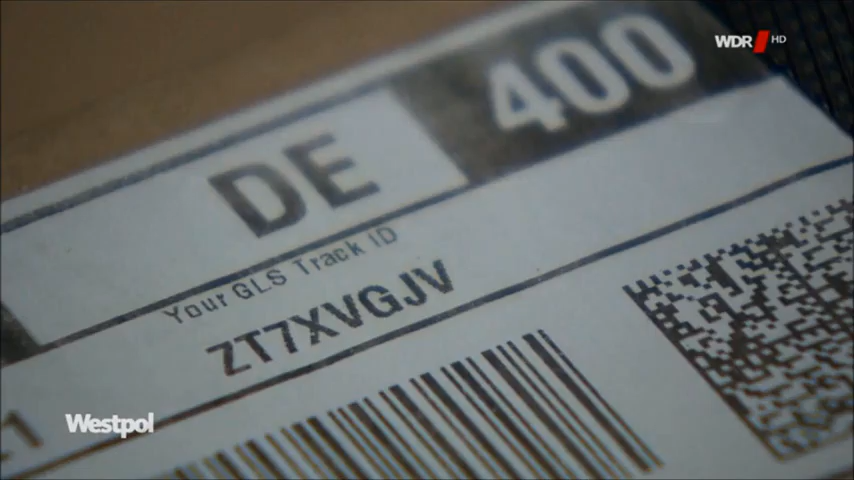 WDR HD
DE 400
Your GLS Track ID
ZT7XVGJV
Westpol